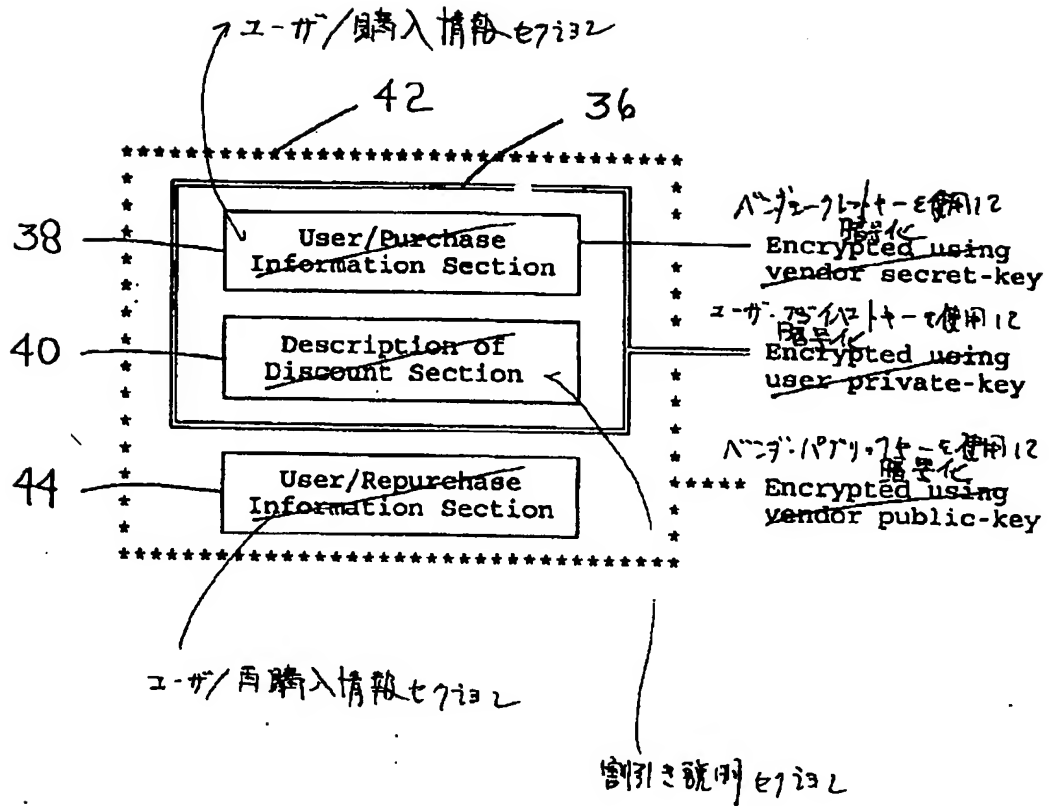 ユーザ/購入情報セクション
42
36
38
User/Purchase
Information Section
ベンダシークレットキーを使用して
暗号化
Encrypted using
vendor secret-key
40
Description of
Discount Section
ユーザ・プライベートキーを使用して
暗号化
Encrypted using
user private-key
44
User/Repurchase
Information Section
ベンダ・パブリックキーを使用して
暗号化
Encrypted using
vendor public-key
ユーザ/再購入情報セクション
割引き説明セクション